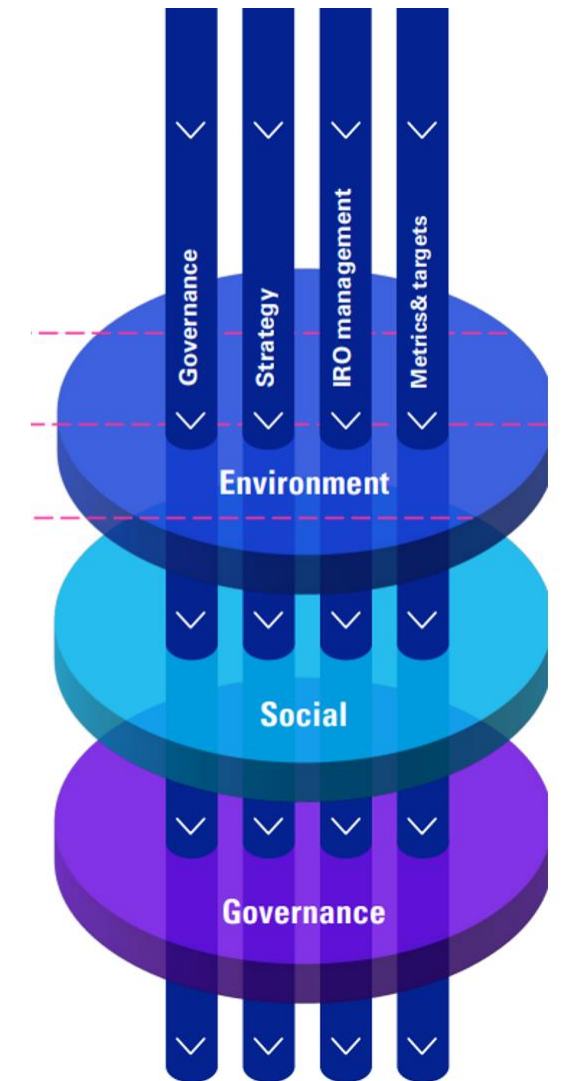 Governance
Strategy
IRO management
Metrics& targets
Environment
Social
Governance